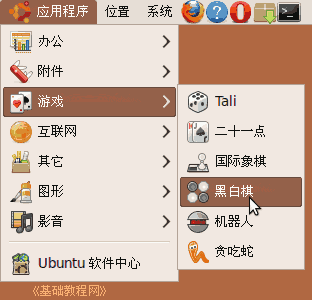 应用程序 位置 系统
办公
附件
游戏
互联网
其它
图形
影音
Ubuntu 软件中心
Tali
二十一点
国际象棋
黑白棋
机器人
贪吃蛇
《基础教程网》